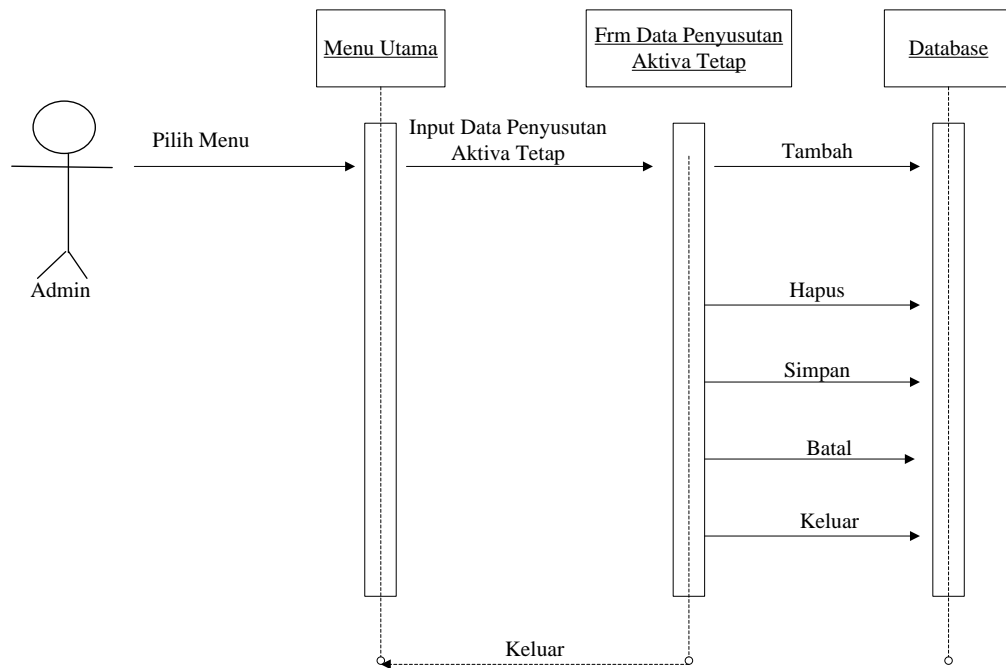 Menu Utama
Frm Data Penyusutan
Aktiva Tetap
Database
Pilih Menu
Input Data Penyusutan
Aktiva Tetap
Tambah
Admin
Hapus
Simpan
Batal
Keluar
Keluar